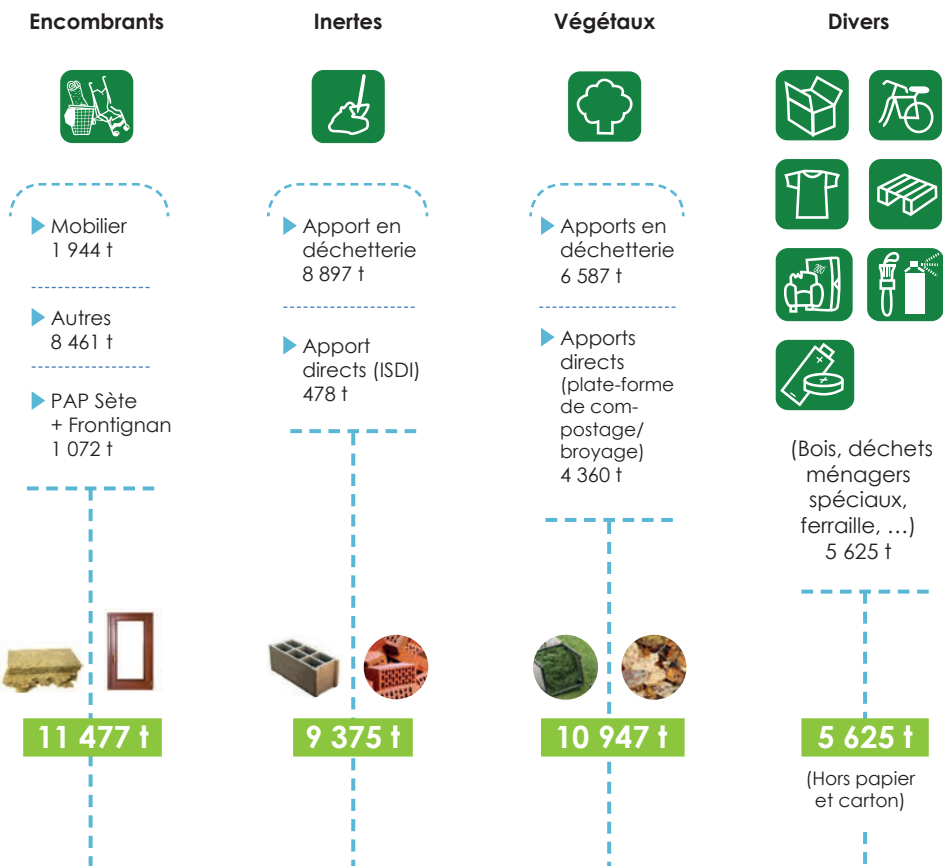 Encombrants
Mobilier
1 944 t
Autres
8 461 t
PAP Sète
+ Frontignan
1 072 t
11 477 t
Inertes
Apport en
déchetterie
8 897 t
Apport
directs (ISDI)
478 t
9 375 t
Végétaux
Apports en
déchetterie
6 587 t
Apports
directs
(plate-forme
de com-
postage/
broyage)
4 360 t
10 947 t
Divers
(Bois, déchets
ménagers
spéciaux,
ferraille, …)
5 625 t
5 625 t
(Hors papier
et carton)